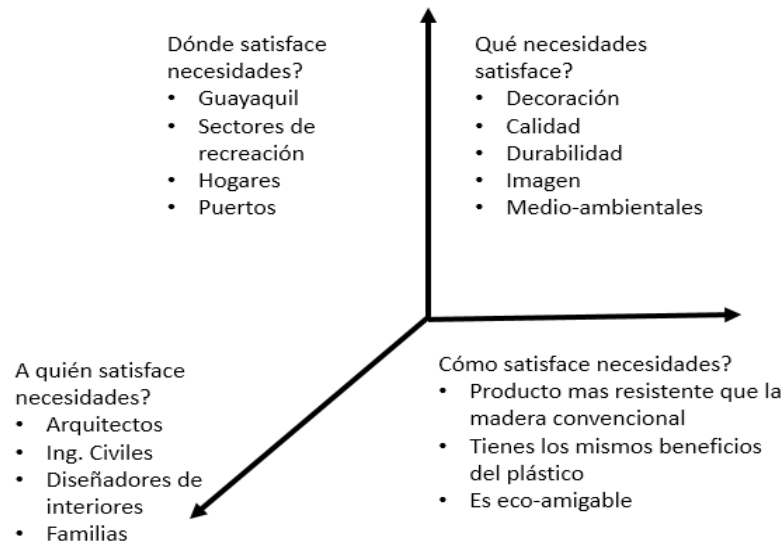 Dónde satisface
necesidades?
• Guayaquil
• Sectores de
recreación
• Hogares
• Puertos
Qué necesidades
satisface?
• Decoración
• Calidad
• Durabilidad
• Imagen
• Medio-ambientales
A quién satisface
necesidades?
• Arquitectos
• Ing. Civiles
• Diseñadores de
interiores
• Familias
Cómo satisface necesidades?
• Producto mas resistente que la
madera convencional
• Tienes los mismos beneficios
del plástico
• Es eco-amigable